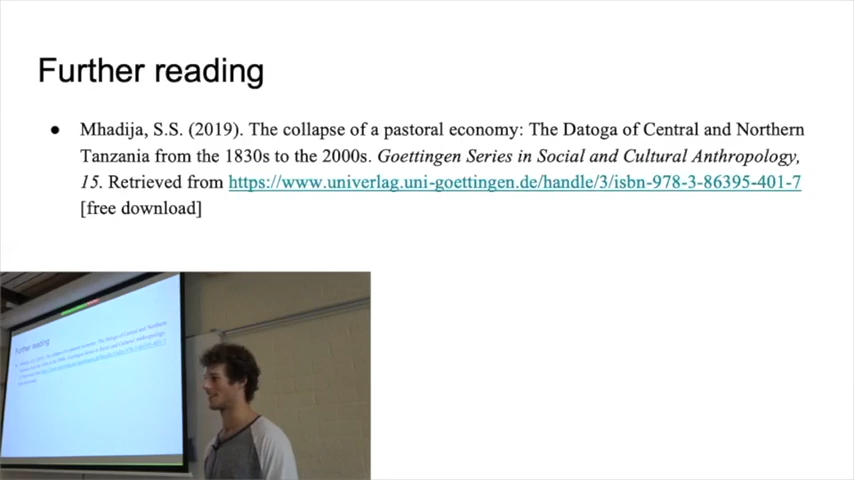 Further reading
● Mhadija, S.S. (2019). The collapse of a pastoral economy: The Datoga of Central and Northern
Tanzania from the 1830s to the 2000s. Goettingen Series in Social and Cultural Anthropology,
15. Retrieved from https://www.univerlag.uni-goettingen.de/handle/3/isbn-978-3-86395-401-7
[free download]
Further reading